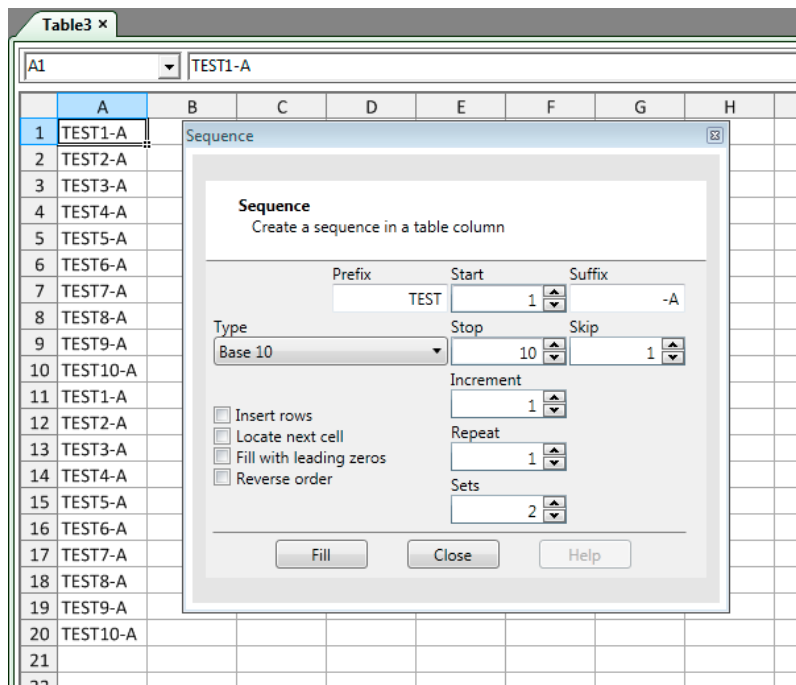 Table3 ×
A1 TEST1-A
A B C D E F G H
1 TEST1-A
2 TEST2-A
3 TEST3-A
4 TEST4-A
5 TEST5-A
6 TEST6-A
7 TEST7-A
8 TEST8-A
9 TEST9-A
10 TEST10-A
11 TEST1-A
12 TEST2-A
13 TEST3-A
14 TEST4-A
15 TEST5-A
16 TEST6-A
17 TEST7-A
18 TEST8-A
19 TEST9-A
20 TEST10-A
21
Sequence
Sequence
Create a sequence in a table column
Prefix Start Suffix
TEST 1 -A
Type Stop Skip
Base 10 10 1
Increment
1
Insert rows
Locate next cell
Repeat
Fill with leading zeros
1
Reverse order
Sets
2
Fill Close Help